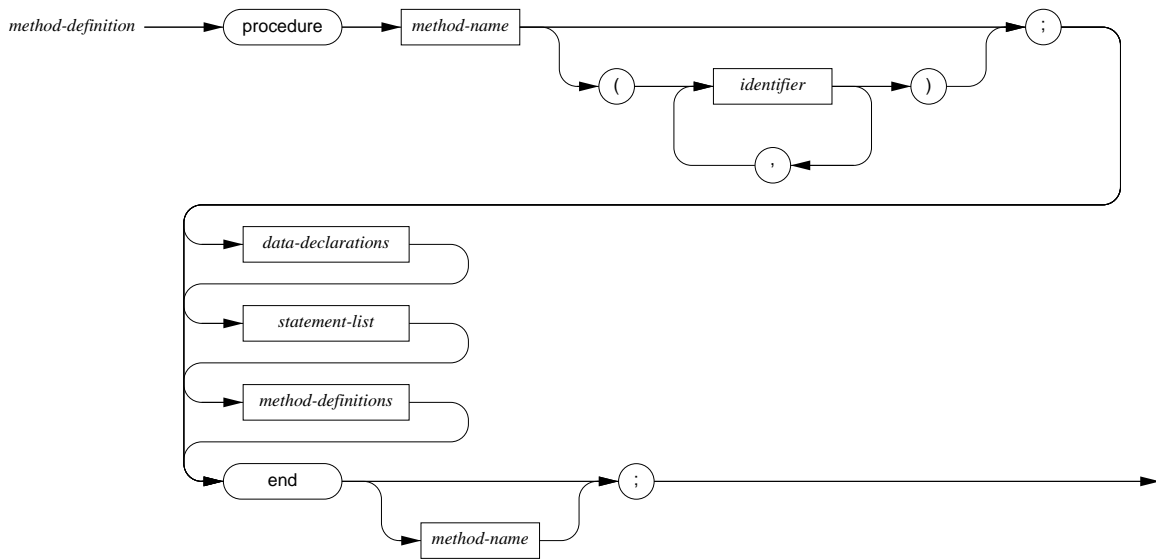 method-definition procedure method-name ;
( identifier )
,
data-declarations
statement-list
method-definitions
end ;
method-name